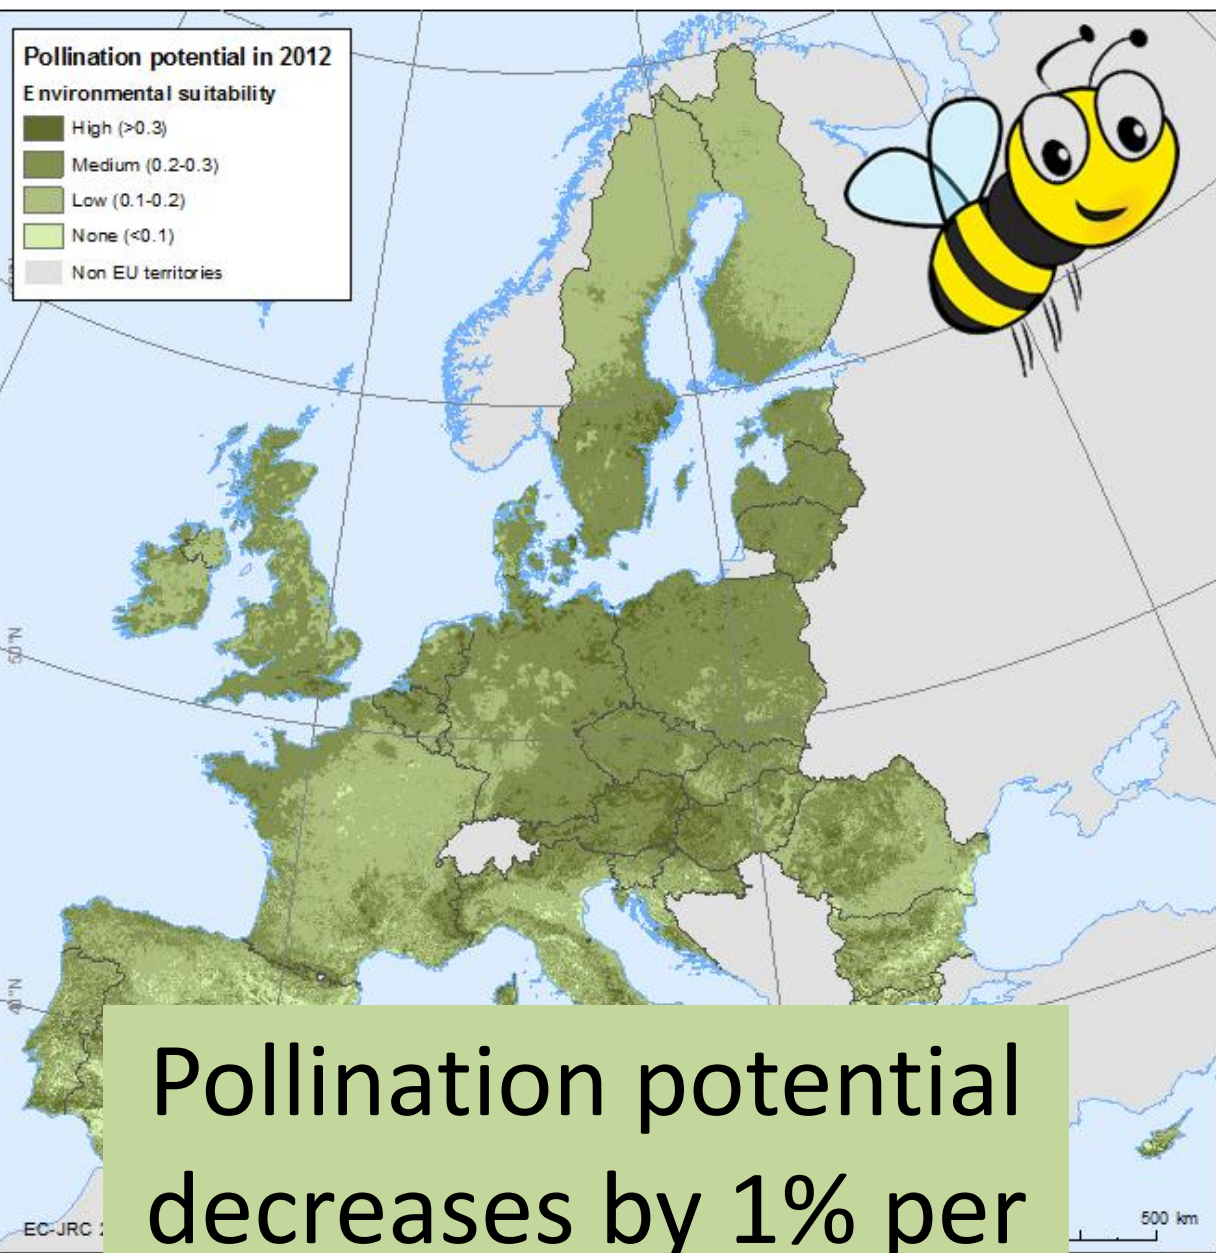 Pollination potential in 2012
Environmental suitability
High (>0.3)
Medium (0.2-0.3)
Low (0.1-0.2)
None (<0.1)
Non EU territories
50°N
40°N
Pollination potential
decreases by 1% per
EC-JRC
500 km